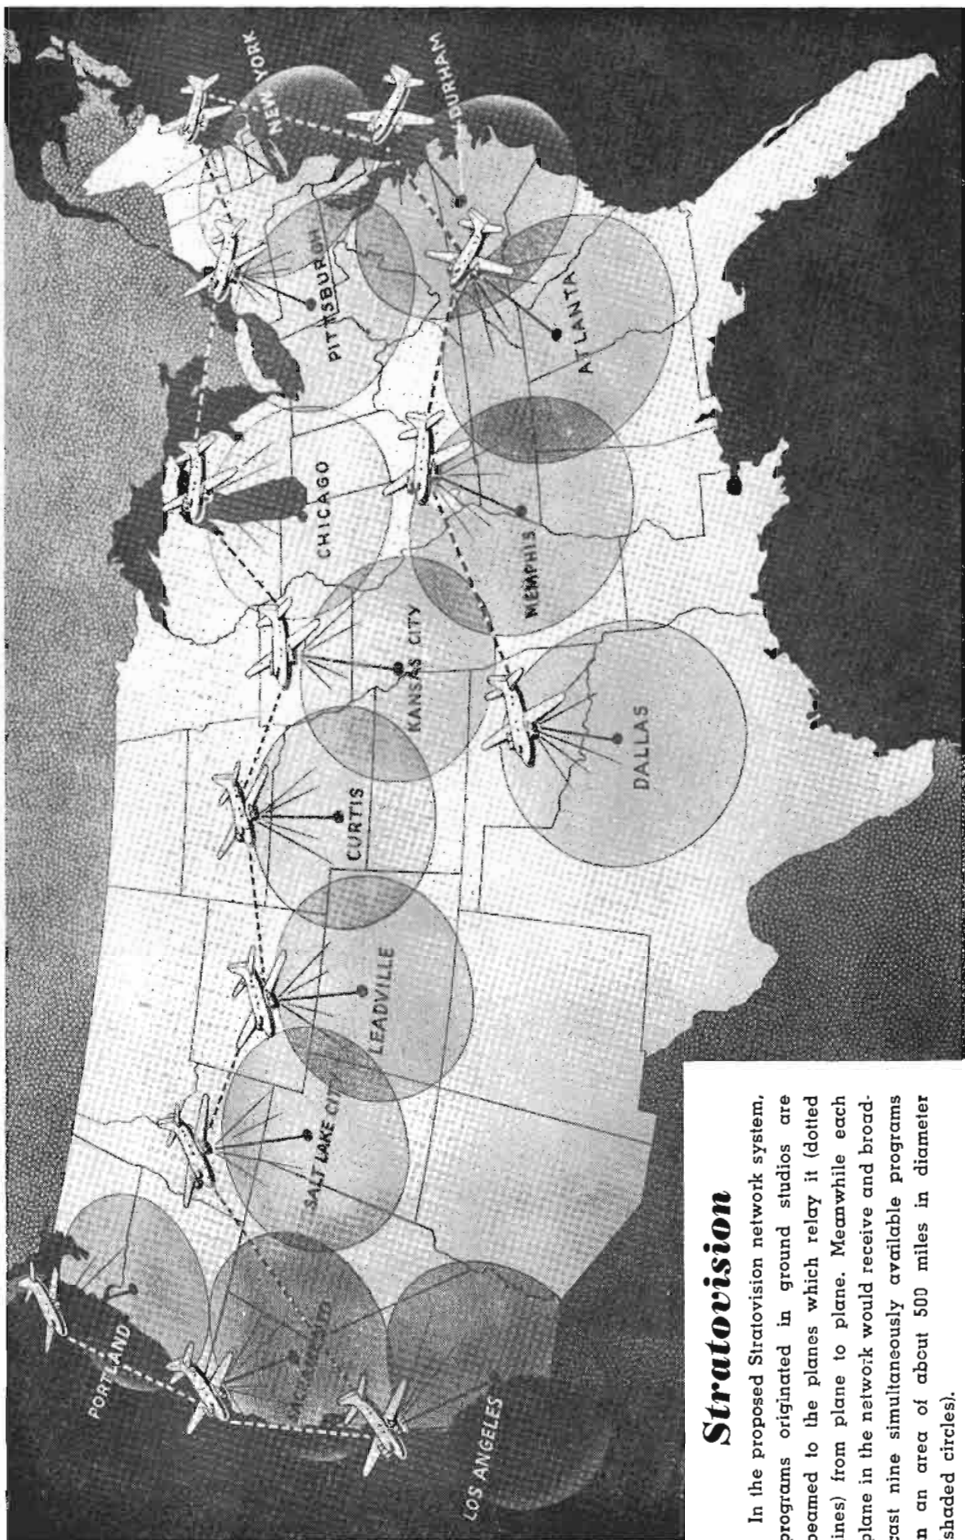 NEW YORK
DURHAM
PITTSBURGH
ATLANTA
CHICAGO
MEMPHIS
KANSAS CITY
DALLAS
CURTIS
LEADVILLE
SALT LAKE CITY
PORTLAND
LOS ANGELES
Stratovision
In the proposed Stratovision network system,
programs originated in ground studios are
beamed to the planes which relay it (dotted
lines) from plane to plane. Meanwhile each
plane in the network would receive and broad-
cast nine simultaneously available programs
in an area of about 500 miles in diameter
(shaded circles).